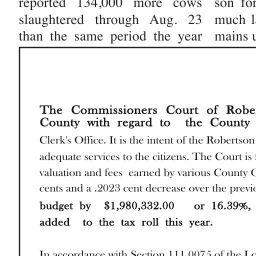 reported 134,000 more cows
slaughtered through Aug. 23
than the same period the year
son for
much la
mains u
The Commissioners Court of Robe
County with regard to the County
Clerk's Office. It is the intent of the Robertson
adequate services to the citizens. The Court is
valuation and fees earned by various County C
cents and a .2023 cent decrease over the previo
budget by $1,980,332.00 or 16.39%,
added to the tax roll this year.
In accordance with Section 111.0075 of the Lo